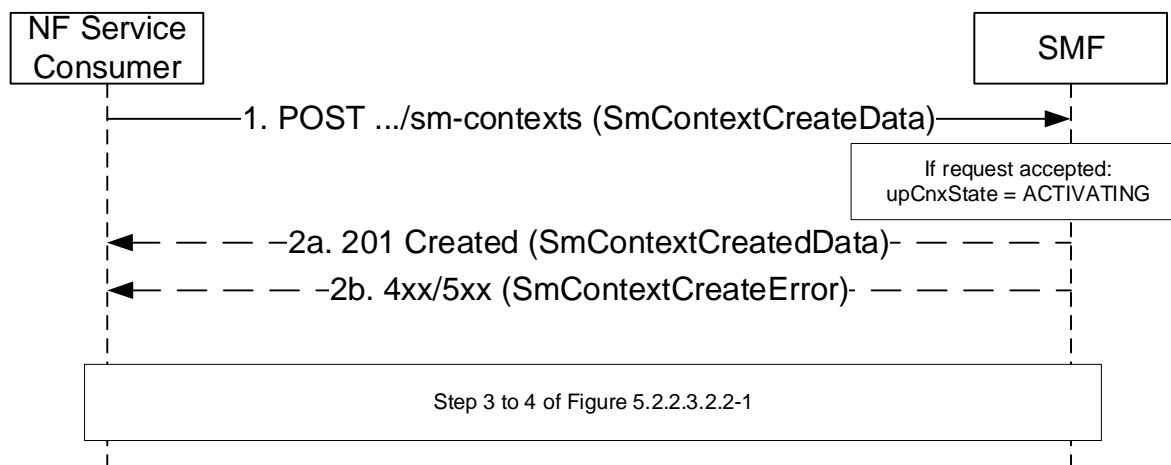 NF Service
Consumer
SMF
1. POST .../sm-contexts (SmContextCreateData)
If request accepted:
upCnxState = ACTIVATING
2a. 201 Created (SmContextCreatedData)
2b. 4xx/5xx (SmContextCreateError)
Step 3 to 4 of Figure 5.2.2.3.2.2-1